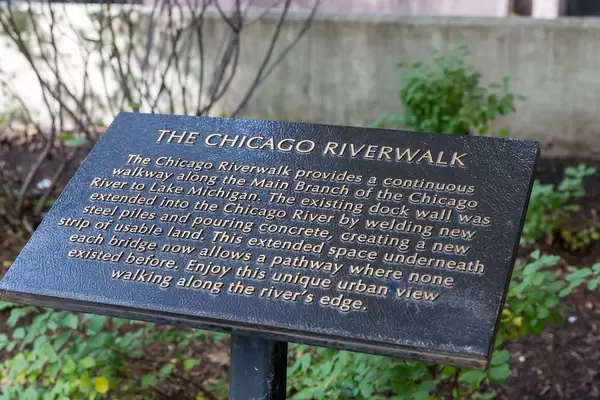 THE CHICAGO RIVERWALK
The Chicago Riverwalk provides a continuous
walkway along the Main Branch of the Chicago
River to Lake Michigan. The existing dock wall was
extended into the Chicago River by welding new
steel piles and pouring concrete, creating a new
strip of usable land. This extended space underneath
each bridge now allows a pathway where none
existed before. Enjoy this unique urban view
walking along the river's edge.